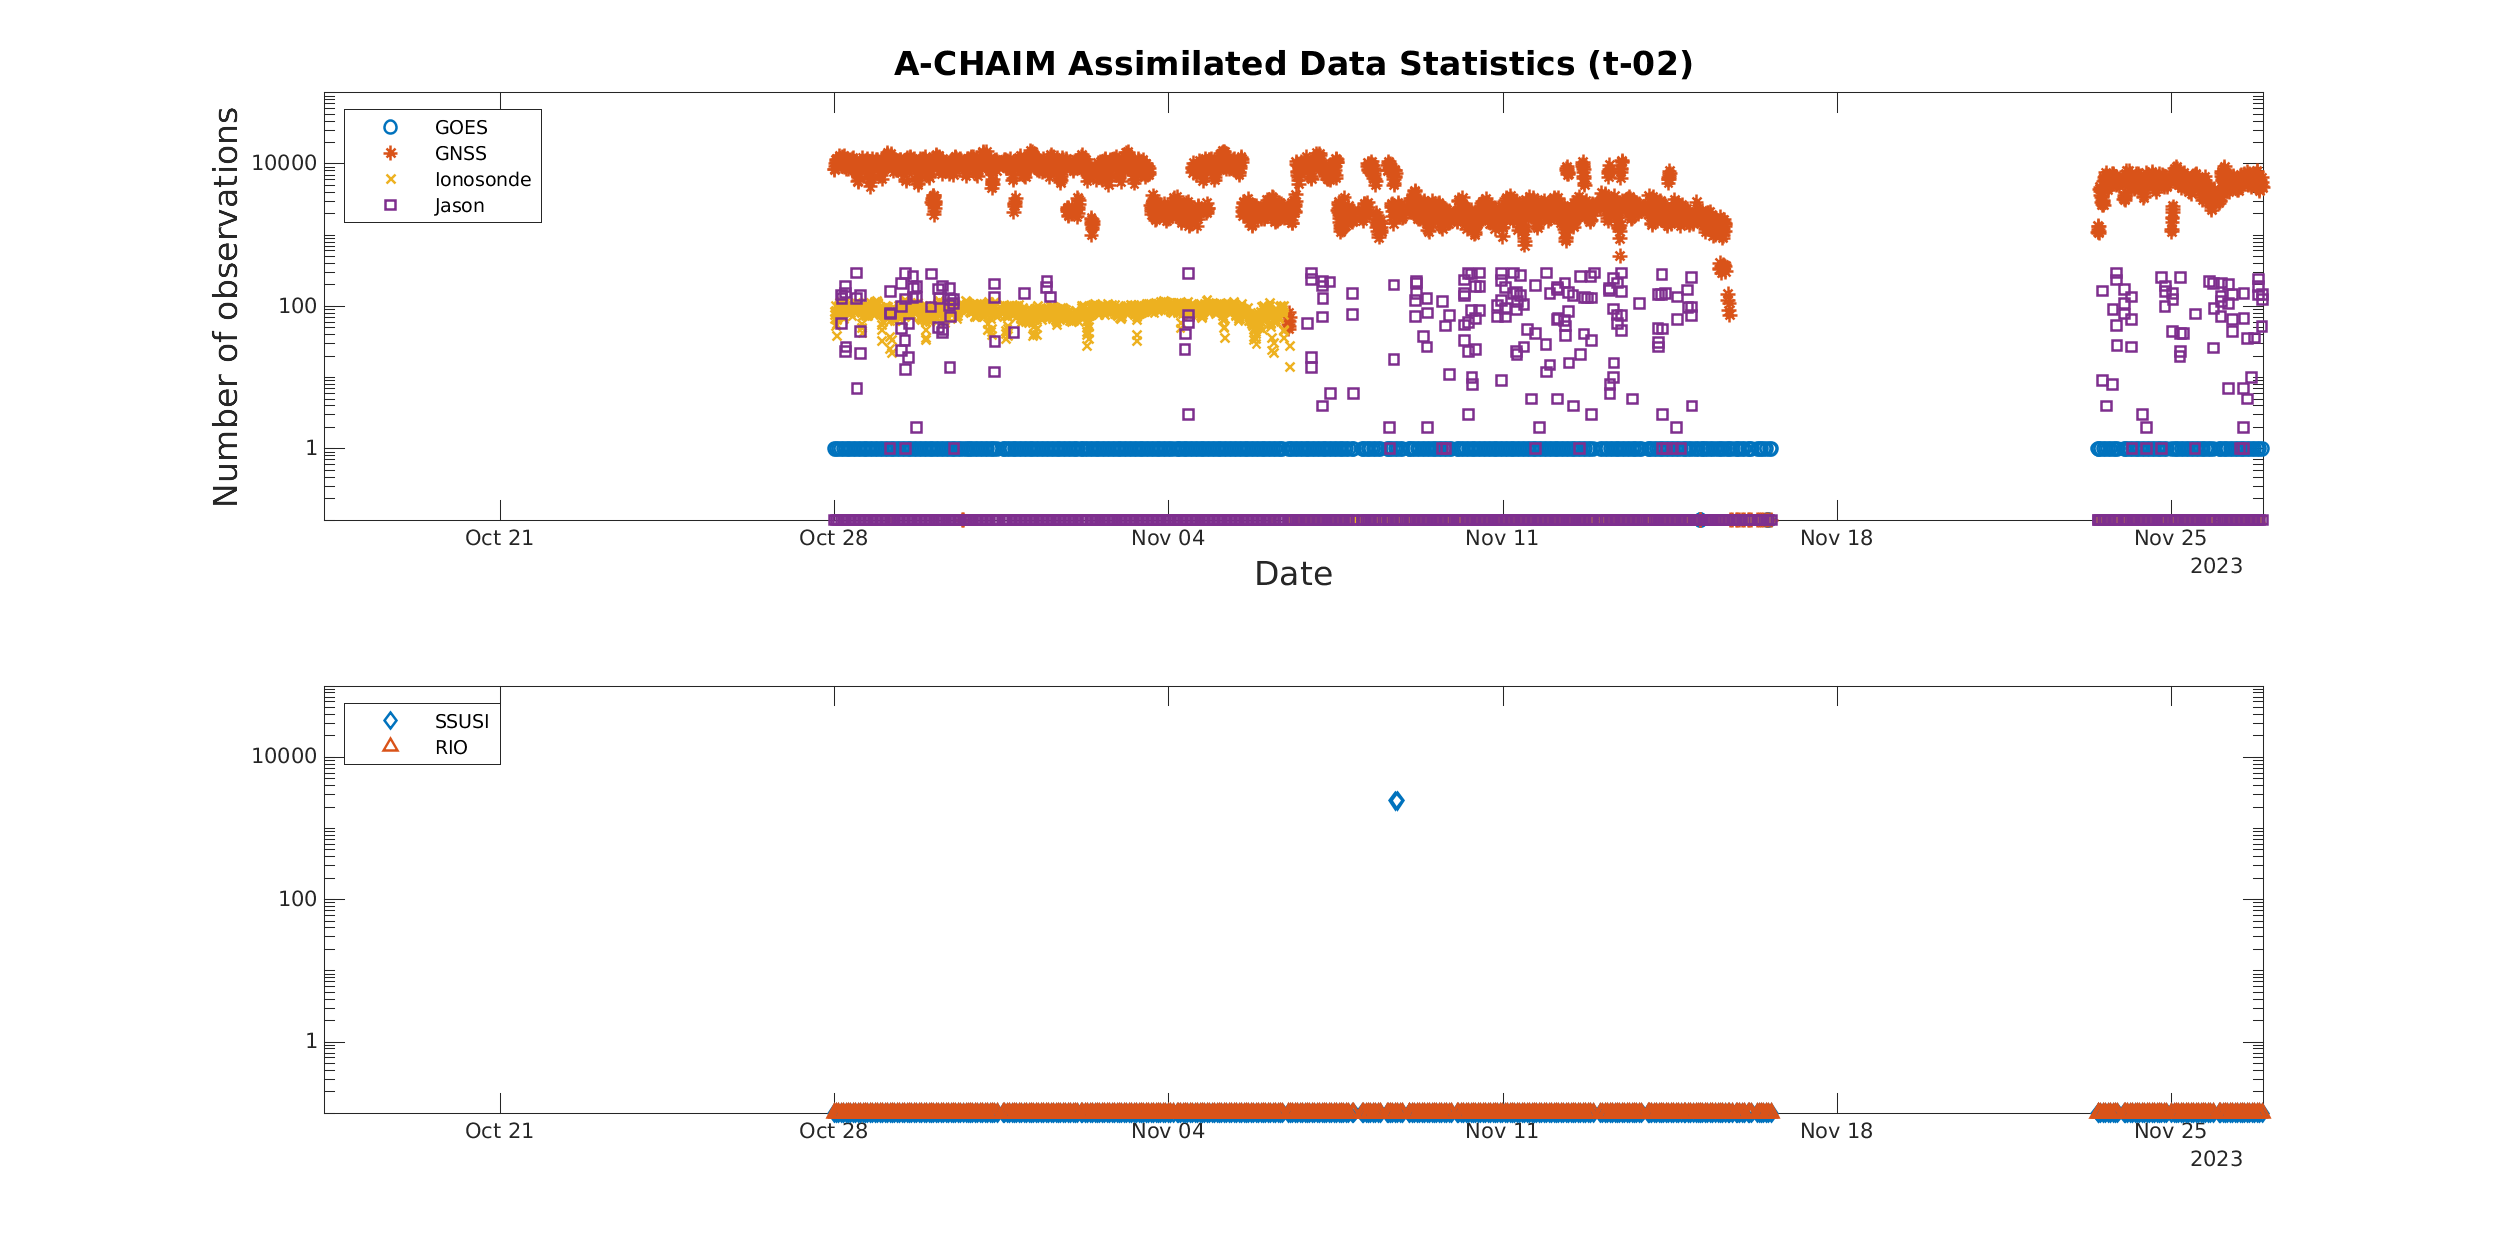 A-CHAIM Assimilated Data Statistics (t-02)
Number of observations
10000
100
1
GOES
GNSS
Ionosonde
Jason
Oct 21
Oct 28
Nov 04
Nov 11
Nov 18
Nov 25
2023
Date
10000
100
1
SSUSI
RIO
Oct 21
Oct 28
Nov 04
Nov 11
Nov 18
Nov 25
2023